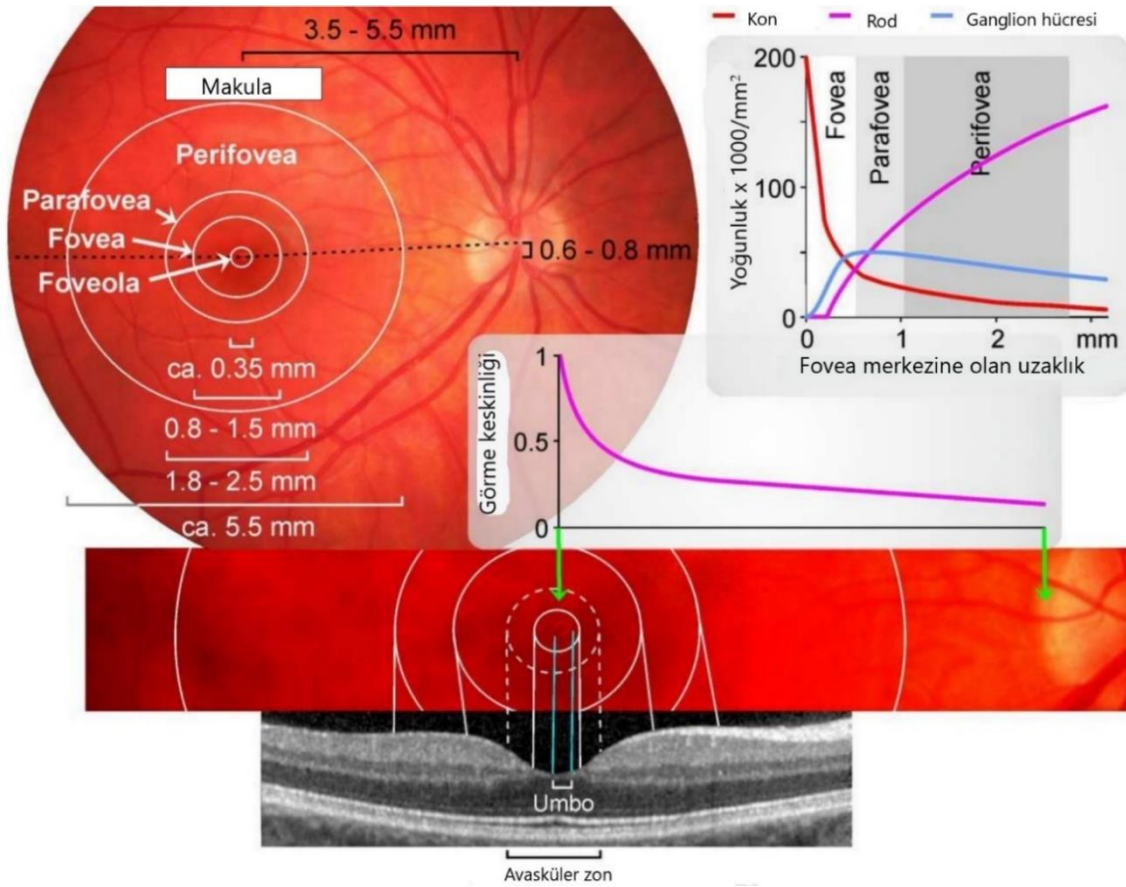 3.5 - 5.5 mm
Makula
Perifovea
Parafovea
Fovea
Foveola
0.6 - 0.8 mm
ca. 0.35 mm
0.8 - 1.5 mm
1.8 - 2.5 mm
ca. 5.5 mm
Kon Rod Ganglion hücresi
Yoğunluk x 1000/mm²
200
100
0
Fovea
Parafovea
Perifovea
0 1 2 mm
Fovea merkezine olan uzaklık
Görme keskinliği
1
0.5
0
Umbo
Avasküler zon